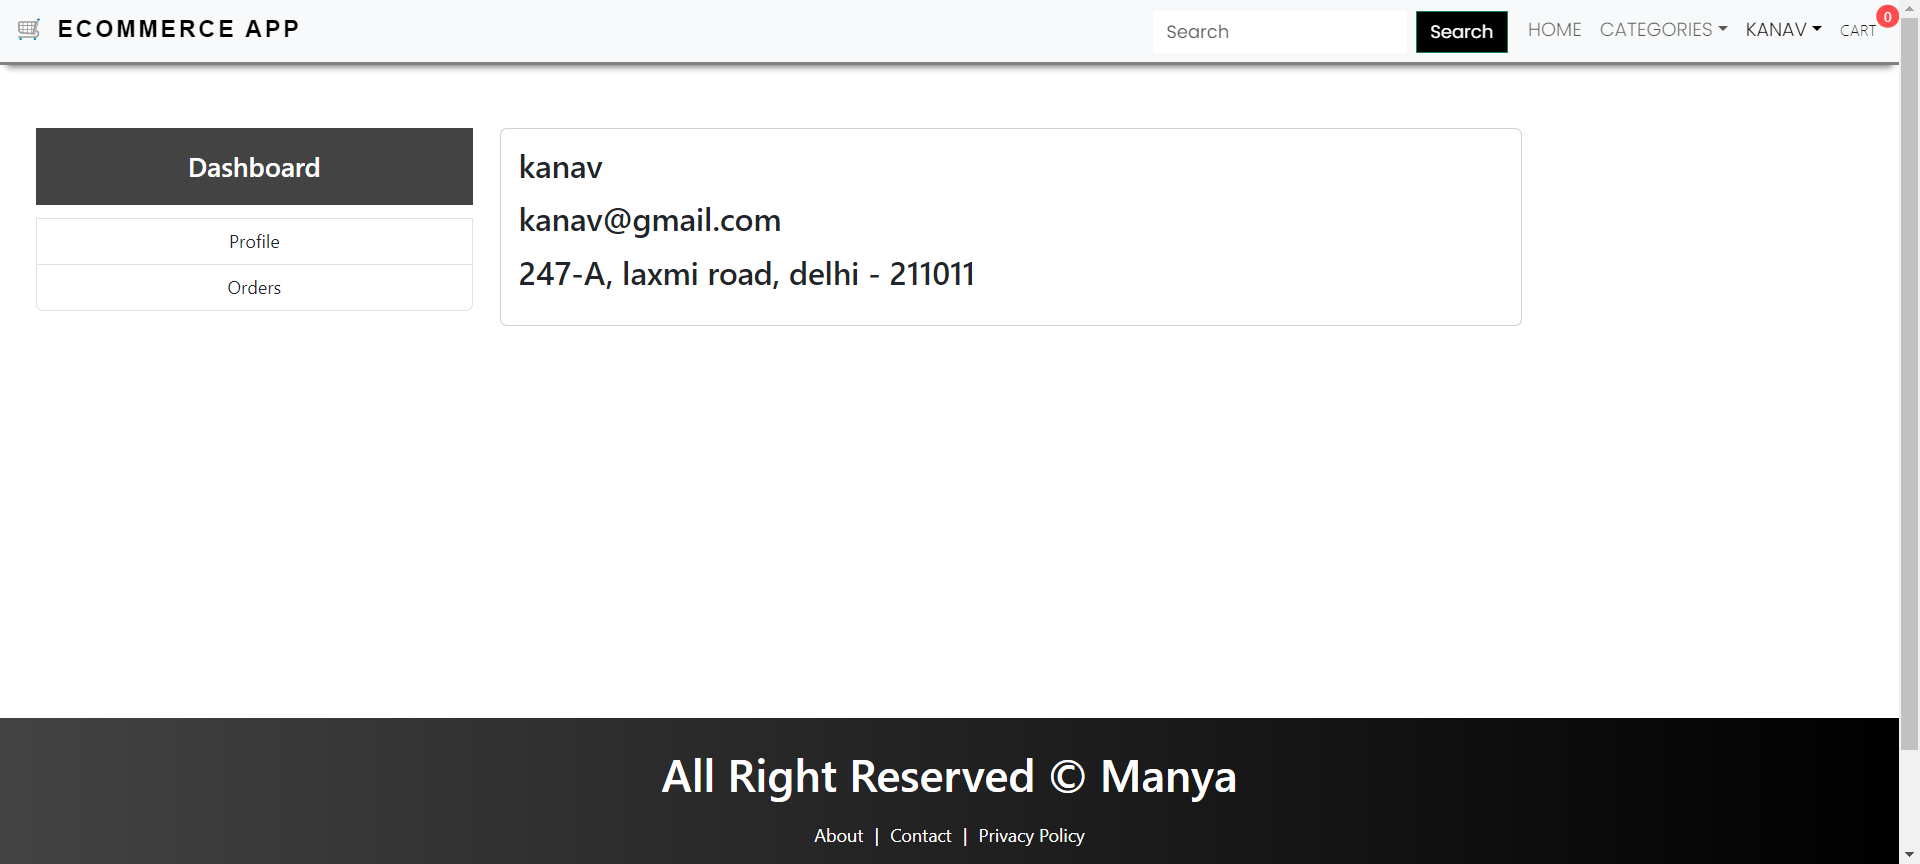 ECOMMERCE APP
Search Search HOME CATEGORIES KANAV CART 0
Dashboard
Profile
Orders
kanav
kanav@gmail.com
247-A, laxmi road, delhi - 211011
All Right Reserved © Manya
About | Contact | Privacy Policy